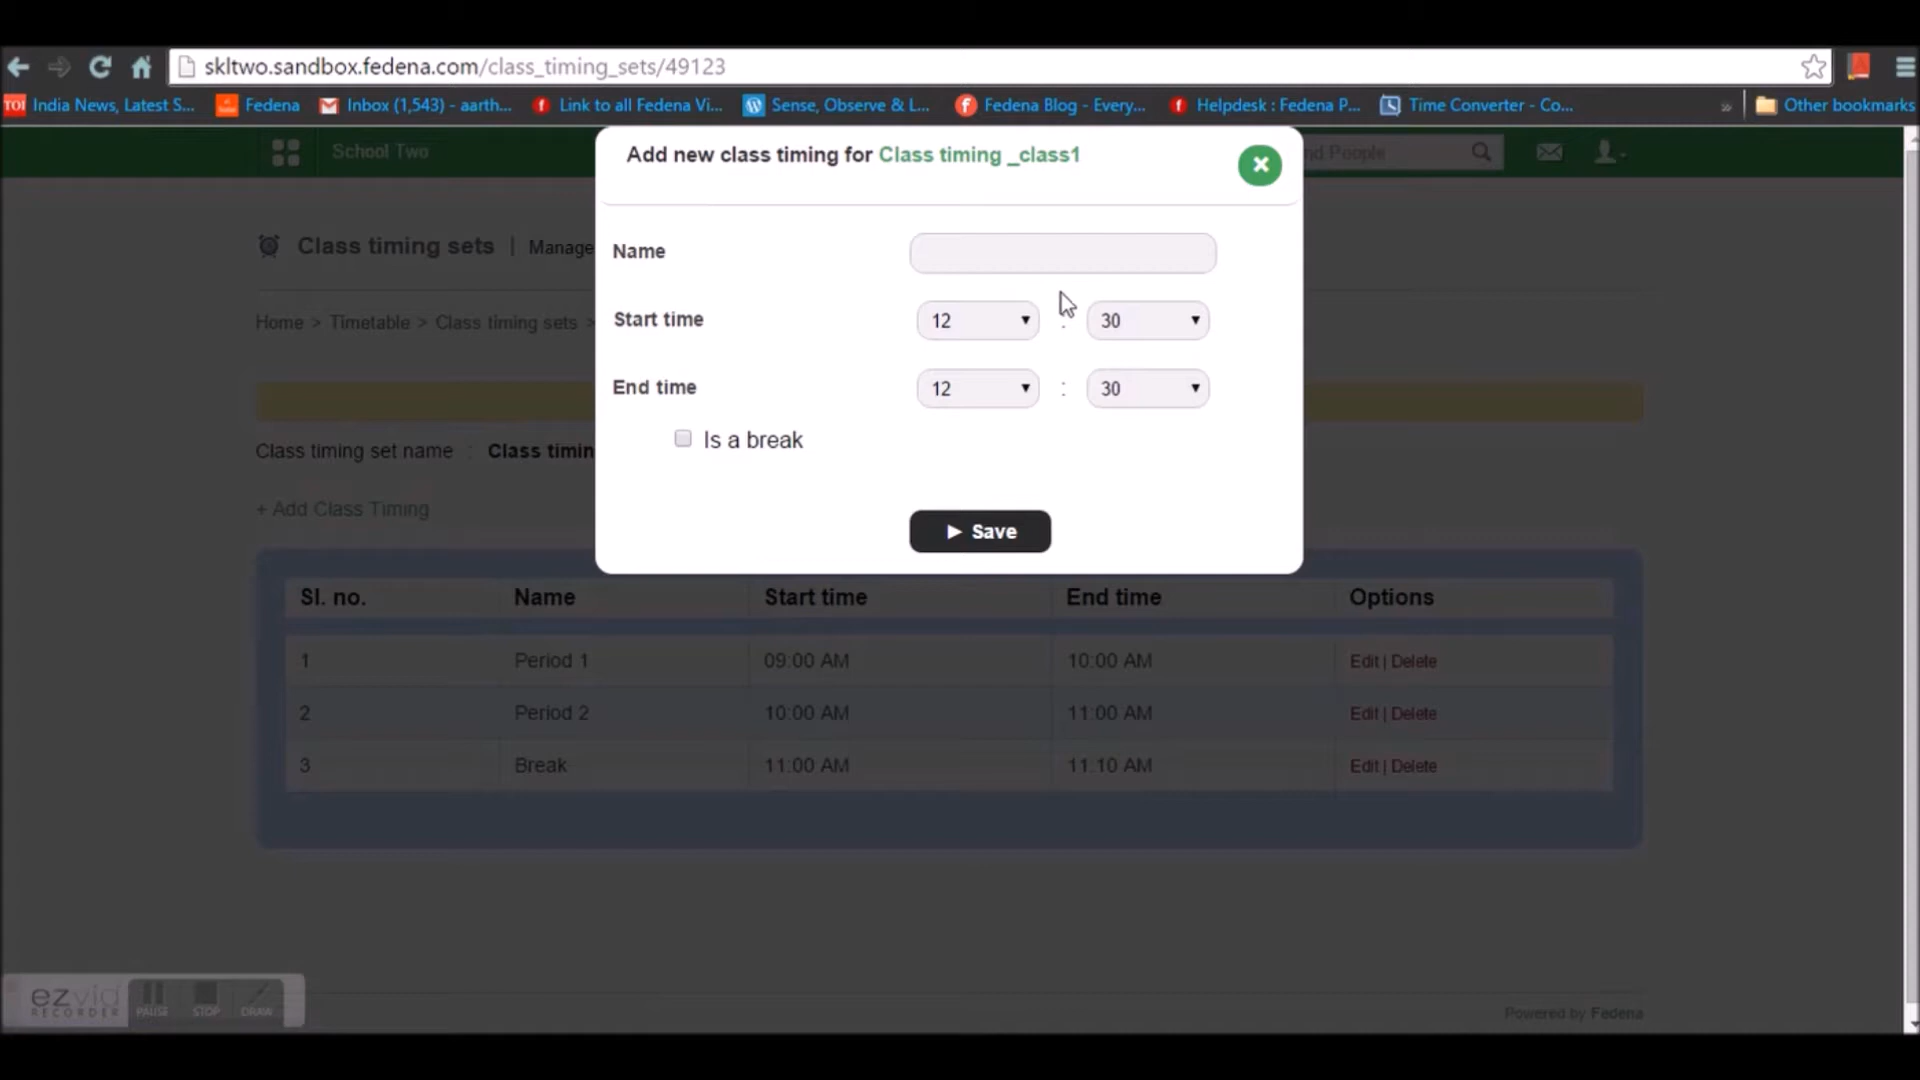 skltwo.sandbox.fedena.com/class_timing_sets/49123
TOI India News, Latest S... Fedena Inbox (1,543) - aarth... Link to all Fedena Vi... Sense, Observe & L... Fedena Blog - Every... Helpdesk : Fedena P... Time Converter - Co... » Other bookmarks
School Two
nd People
Add new class timing for Class timing _class1
Class timing sets | Manage
Name
Start time 12 : 30
Home > Timetable > Class timing sets >
End time 12 : 30
Is a break
Class timing set name : Class timin
+ Add Class Timing
Save
Sl. no. Name Start time End time Options
1 Period 1 09:00 AM 10:00 AM Edit | Delete
2 Period 2 10:00 AM 11:00 AM Edit | Delete
3 Break 11:00 AM 11:10 AM Edit | Delete
ezvid
RECORDER
PAUSE STOP DRAW
Powered by Fedena